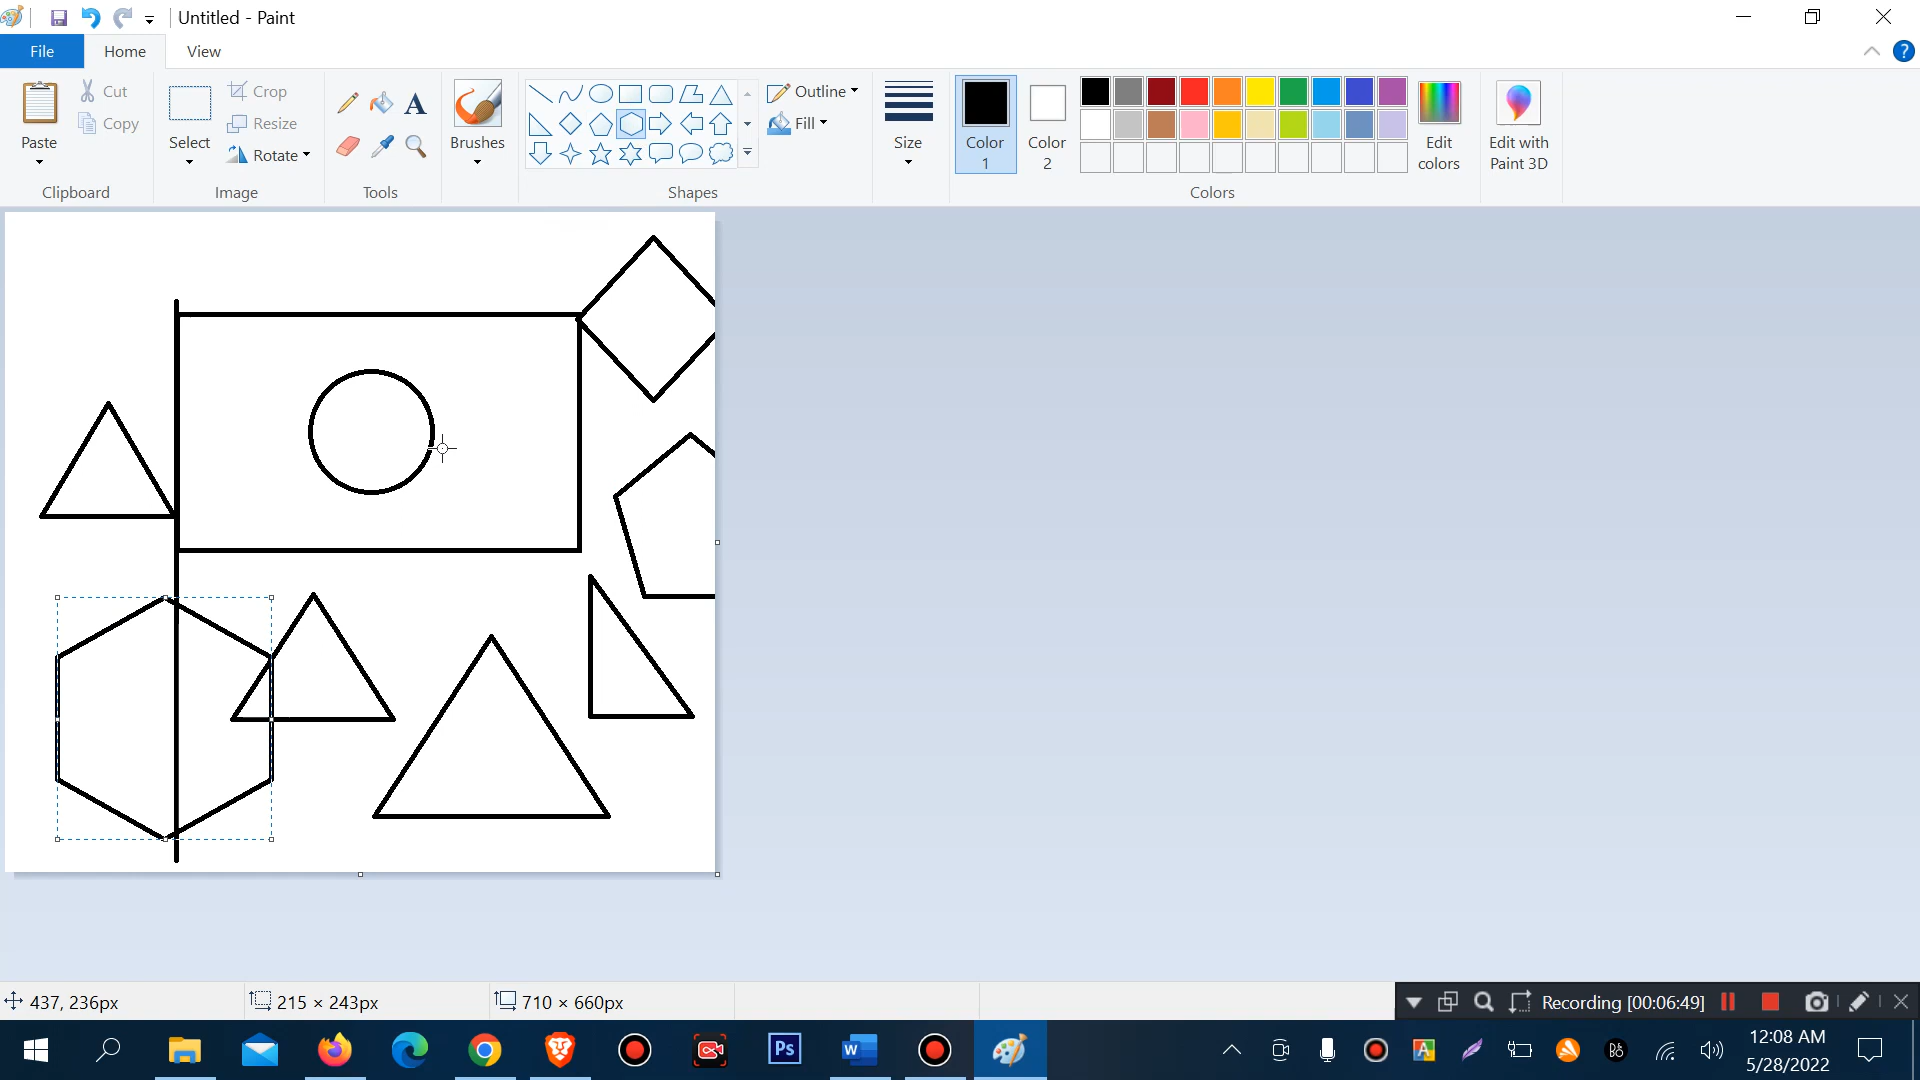 Untitled - Paint
File Home View
Paste
Cut
Copy
Clipboard
Select
Crop
Resize
Rotate
Image
A
Tools
Brushes
Outline
Fill
Shapes
Size
Color 1
Color 2
Edit colors
Colors
Edit with Paint 3D
?
437, 236px
215 × 243px
710 × 660px
Recording [00:06:49]
Ps
W
A
12:08 AM
5/28/2022